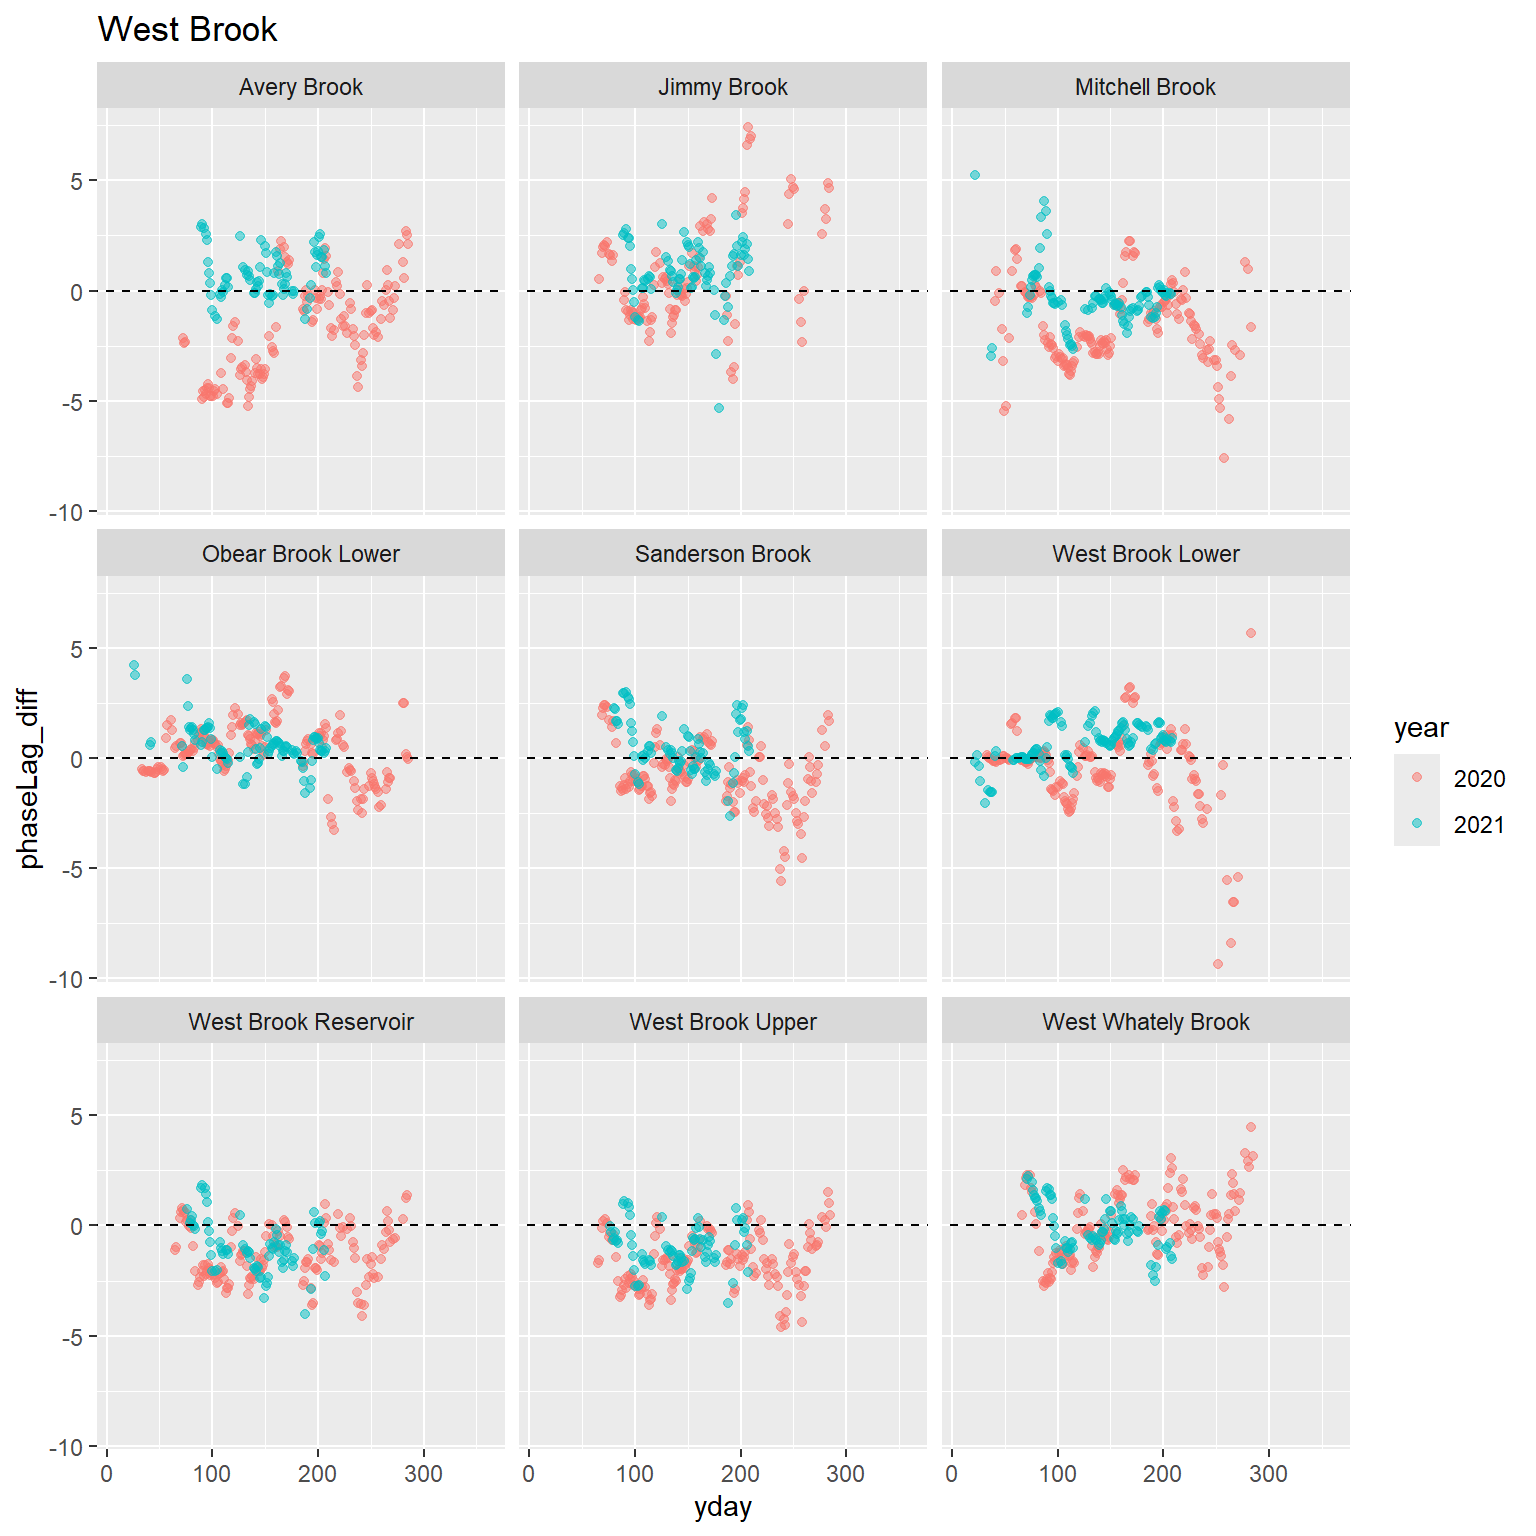 West Brook
Avery Brook
Jimmy Brook
Mitchell Brook
5
0
-5
-10
Obear Brook Lower
Sanderson Brook
West Brook Lower
5
0
-5
-10
West Brook Reservoir
West Brook Upper
West Whately Brook
5
0
-5
-10
0 100 200 300
0 100 200 300
0 100 200 300
yday
phaseLag_diff
year
2020
2021